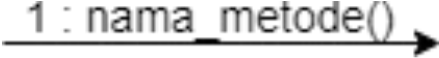 1 : nama_metode()